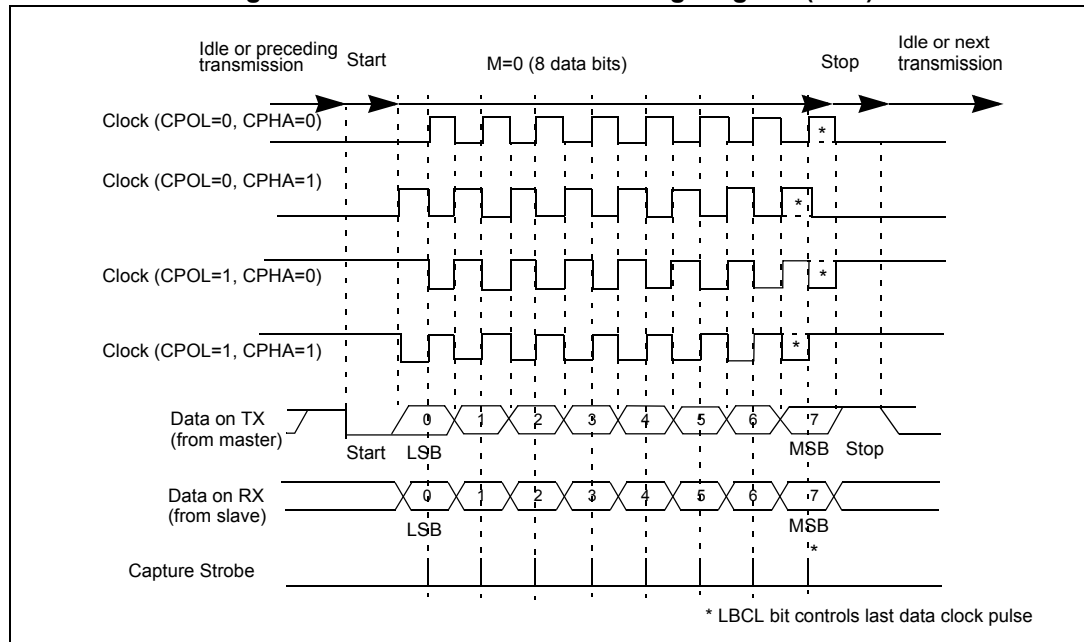 Idle or preceding
transmission
Start
M=0 (8 data bits)
Stop
Idle or next
transmission
Clock (CPOL=0, CPHA=0)
*
Clock (CPOL=0, CPHA=1)
*
Clock (CPOL=1, CPHA=0)
*
Clock (CPOL=1, CPHA=1)
*
Data on TX
(from master)
0 1 2 3 4 5 6 7
Start LSB MSB Stop
Data on RX
(from slave)
0 1 2 3 4 5 6 7
LSB MSB
*
Capture Strobe
* LBCL bit controls last data clock pulse